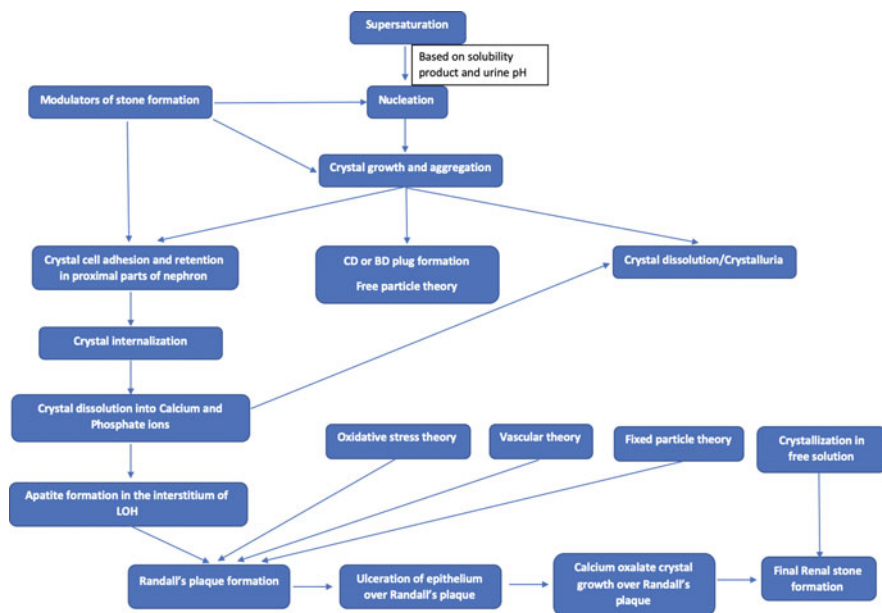 Supersaturation
Based on solubility
product and urine pH
Modulators of stone formation
Nucleation
Crystal growth and aggregation
Crystal cell adhesion and retention
in proximal parts of nephron
CD or BD plug formation
Free particle theory
Crystal dissolution/Crystalluria
Crystal internalization
Crystal dissolution into Calcium and
Phosphate ions
Oxidative stress theory
Vascular theory
Fixed particle theory
Crystallization in
free solution
Apatite formation in the interstitium of
LOH
Randall's plaque formation
Ulceration of epithelium
over Randall's plaque
Calcium oxalate crystal
growth over Randall's
plaque
Final Renal stone
formation